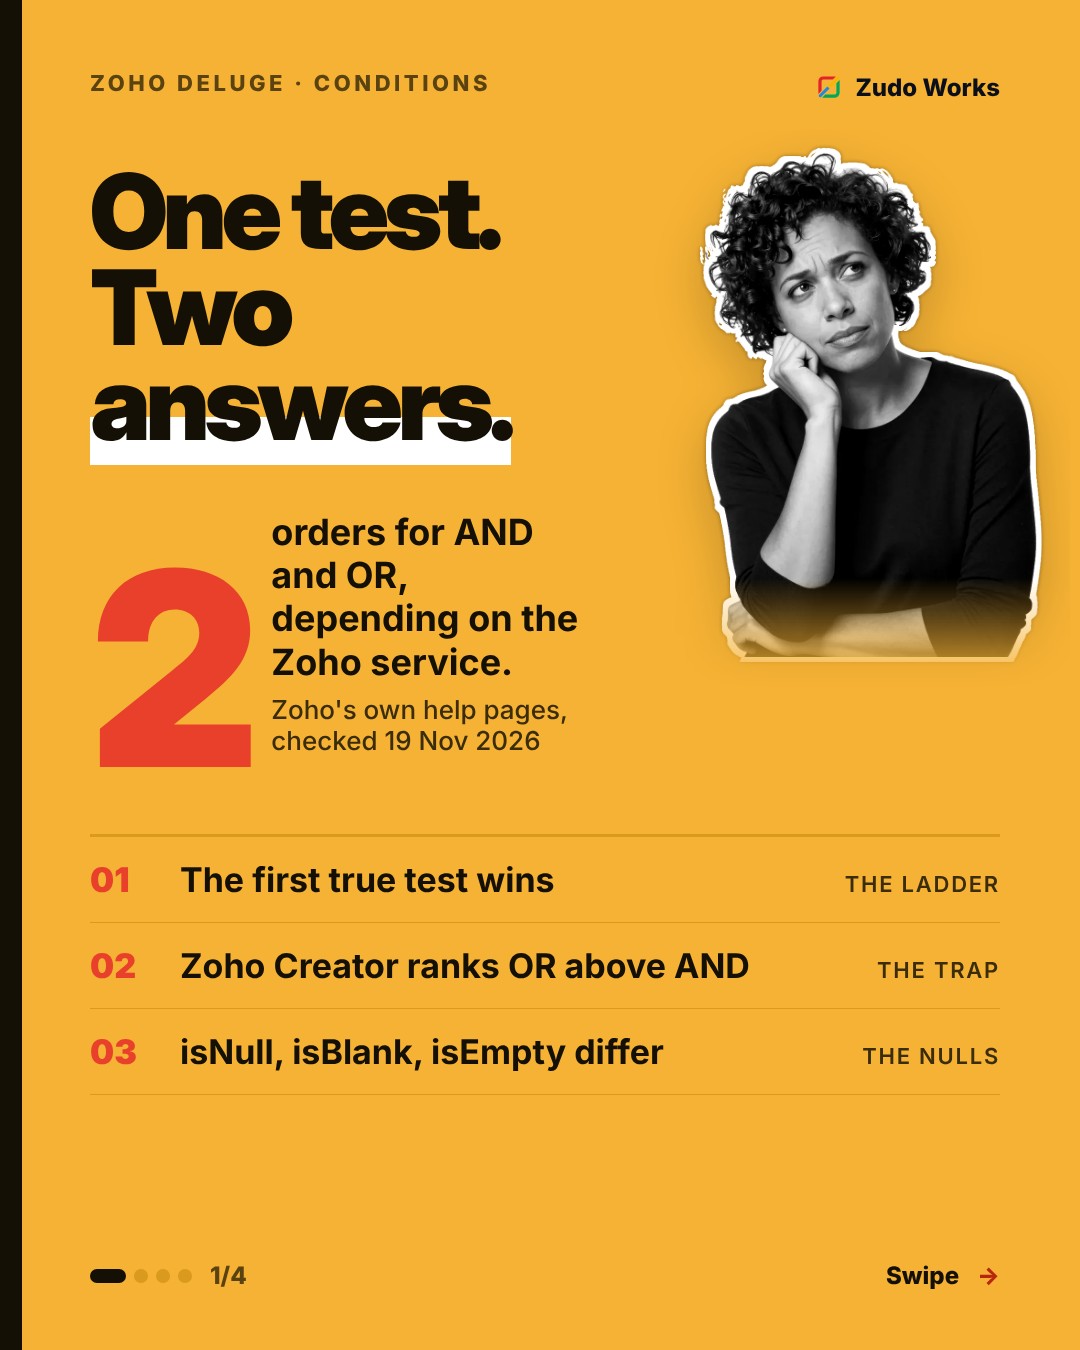 ZOHO DELUGE · CONDITIONS
Zudo Works
One test.
Two
answers.
2
orders for AND
and OR,
depending on the
Zoho service.
Zoho's own help pages,
checked 19 Nov 2026
01 The first true test wins THE LADDER
02 Zoho Creator ranks OR above AND THE TRAP
03 isNull, isBlank, isEmpty differ THE NULLS
1/4
Swipe →